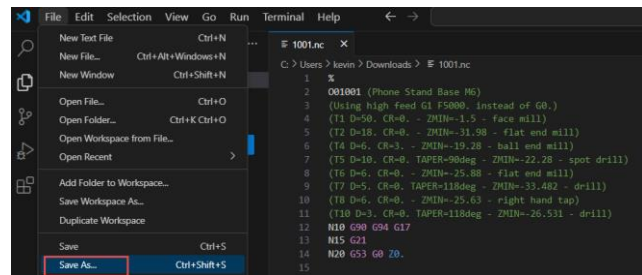 File Edit Selection View Go Run Terminal Help
New Text File Ctrl+N
New File... Ctrl+Alt+Windows+N
New Window Ctrl+Shift+N
Open File... Ctrl+O
Open Folder... Ctrl+K Ctrl+O
Open Workspace from File...
Open Recent
Add Folder to Workspace...
Save Workspace As...
Duplicate Workspace
Save Ctrl+S
Save As... Ctrl+Shift+S
1001.nc
C: > Users > kevin > Downloads > 1001.nc
1 %
2 O01001 (Phone Stand Base M6)
3 (Using high feed G1 F5000. instead of G0.)
4 (T1 D=50. CR=0. - ZMIN=-1.5 - face mill)
5 (T2 D=18. CR=0. - ZMIN=-31.98 - flat end mill)
6 (T4 D=6. CR=3. - ZMIN=-19.28 - ball end mill)
7 (T5 D=10. CR=0. TAPER=90deg - ZMIN=-22.28 - spot drill)
8 (T6 D=6. CR=0. - ZMIN=-25.88 - flat end mill)
9 (T7 D=5. CR=0. TAPER=118deg - ZMIN=-33.482 - drill)
10 (T8 D=6. CR=0. - ZMIN=-25.63 - right hand tap)
11 (T10 D=3. CR=0. TAPER=118deg - ZMIN=-26.531 - drill)
12 N10 G90 G94 G17
13 N15 G21
14 N20 G53 G0 Z0.
15